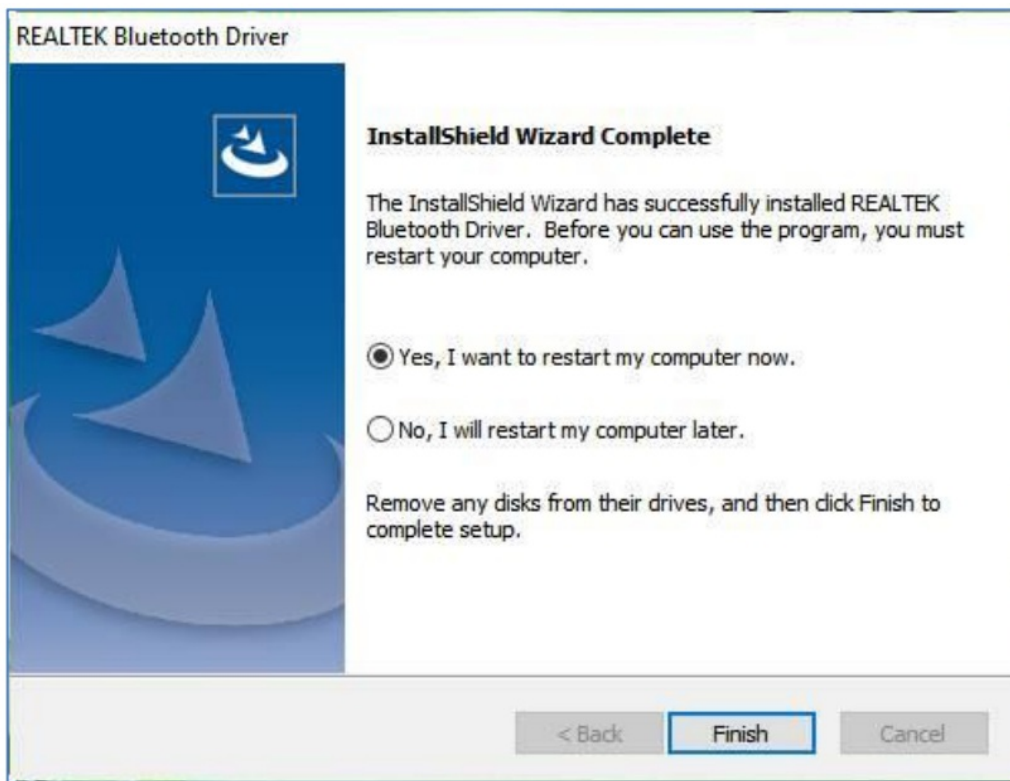 REALTEK Bluetooth Driver
InstallShield Wizard Complete
The InstallShield Wizard has successfully installed REALTEK
Bluetooth Driver.  Before you can use the program, you must
restart your computer.
Yes, I want to restart my computer now.
No, I will restart my computer later.
Remove any disks from their drives, and then click Finish to
complete setup.
< Back
Finish
Cancel